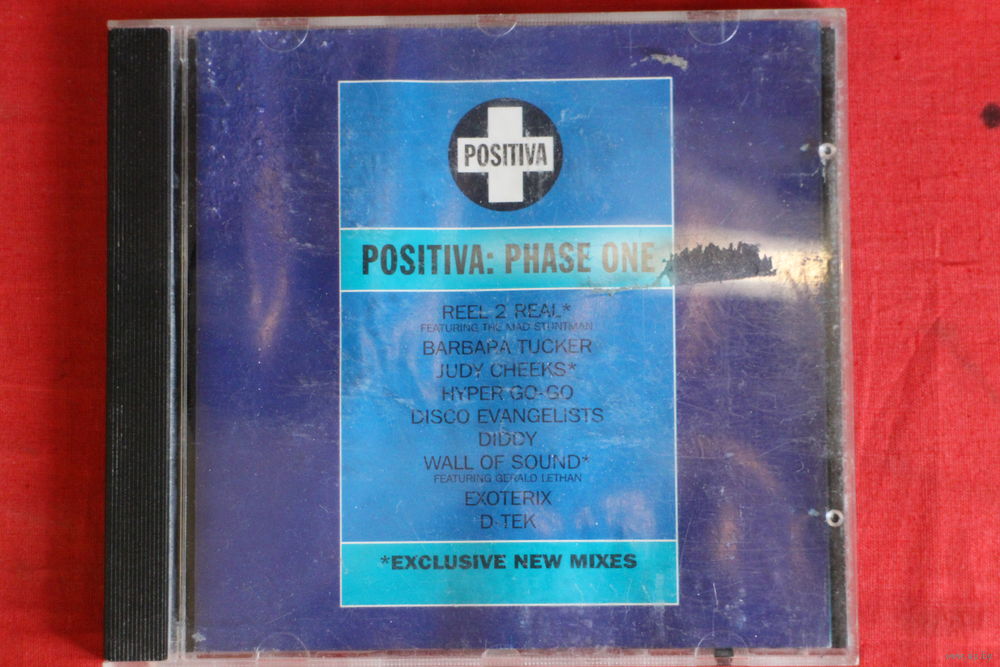 POSITIVA
POSITIVA: PHASE ONE
REEL 2 REAL*
FEATURING THE MAD STUNTMAN
BARBARA TUCKER
JUDY CHEEKS*
HYPER GO-GO
DISCO EVANGELISTS
DIDDY
WALL OF SOUND*
FEATURING GERALD LETHAN
EXOTERIX
D-TEK
*EXCLUSIVE NEW MIXES